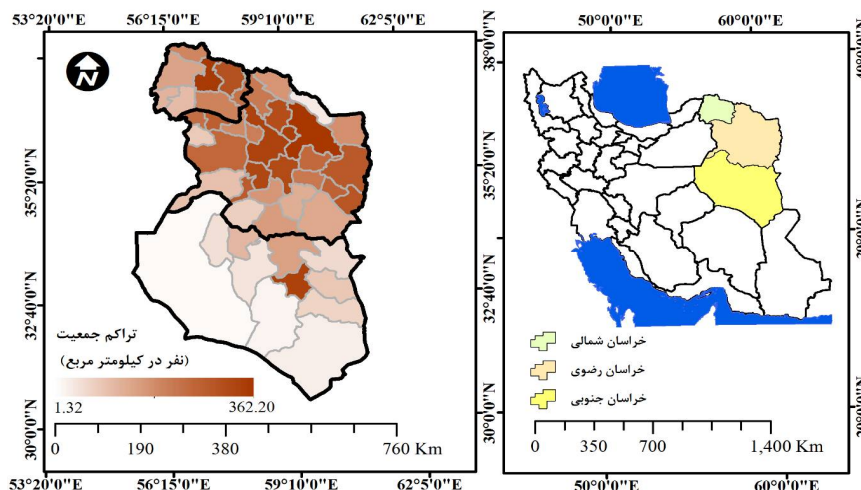 53°20'0"E 56°15'0"E 59°10'0"E 62°5'0"E
N
35°20'0"N
32°40'0"N
30°0'0"N
تراکم جمعیت
(نفر در کیلومتر مربع)
1.32 362.20
0 190 380 760 Km
53°20'0"E 56°15'0"E 59°10'0"E 62°5'0"E
50°0'0"E 60°0'0"E
38°0'0"N
35°20'0"N
32°40'0"N
30°0'0"N
خراسان شمالی
خراسان رضوی
خراسان جنوبی
0 350 700 1,400 Km
50°0'0"E 60°0'0"E